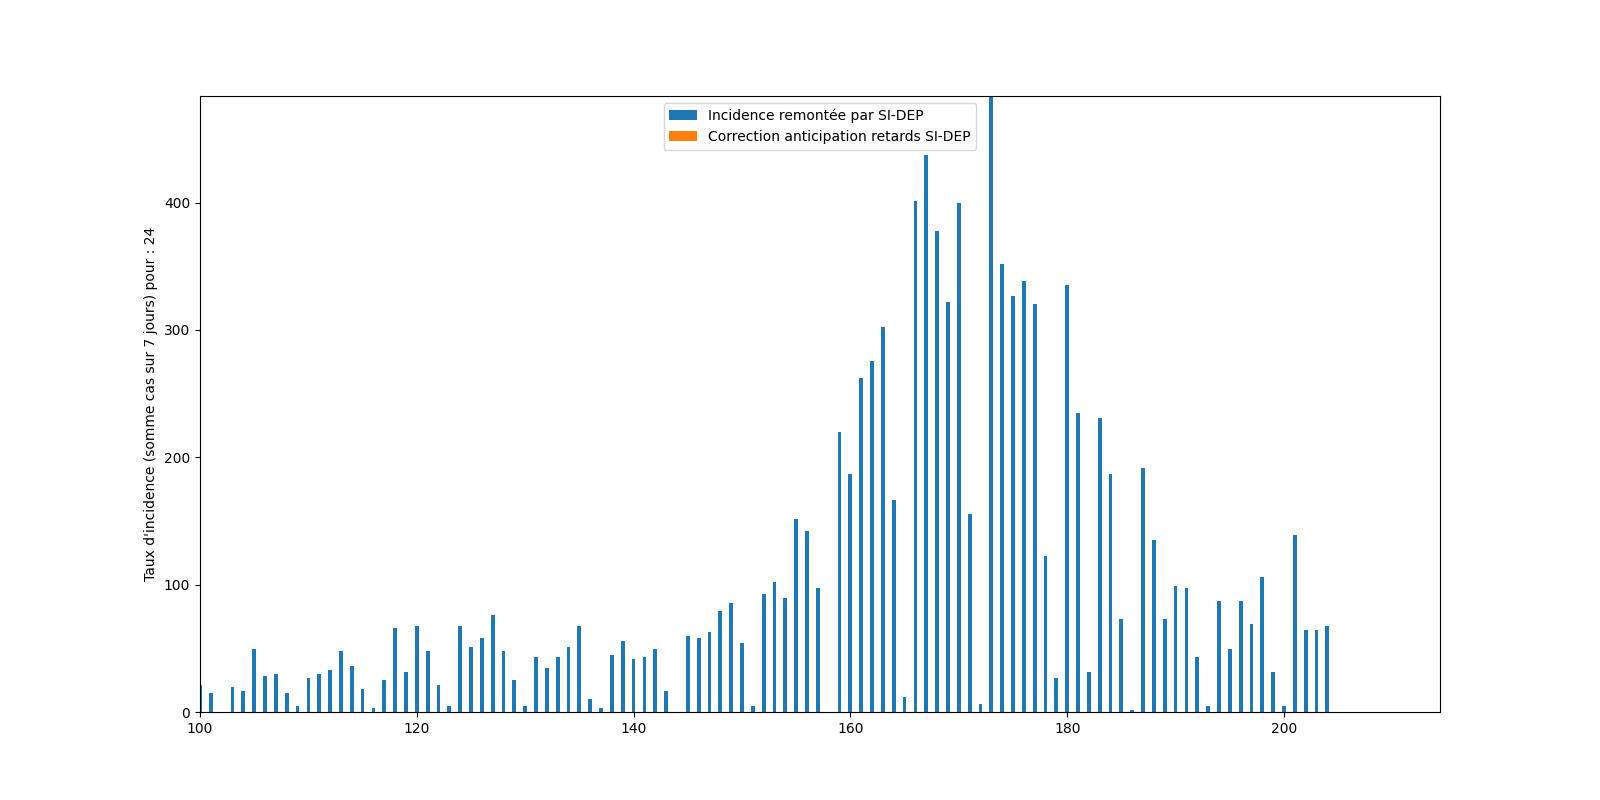 Incidence remontée par SI-DEP
Correction anticipation retards SI-DEP
Taux d'incidence (somme cas sur 7 jours) pour : 24
400
300
200
100
0
100 120 140 160 180 200